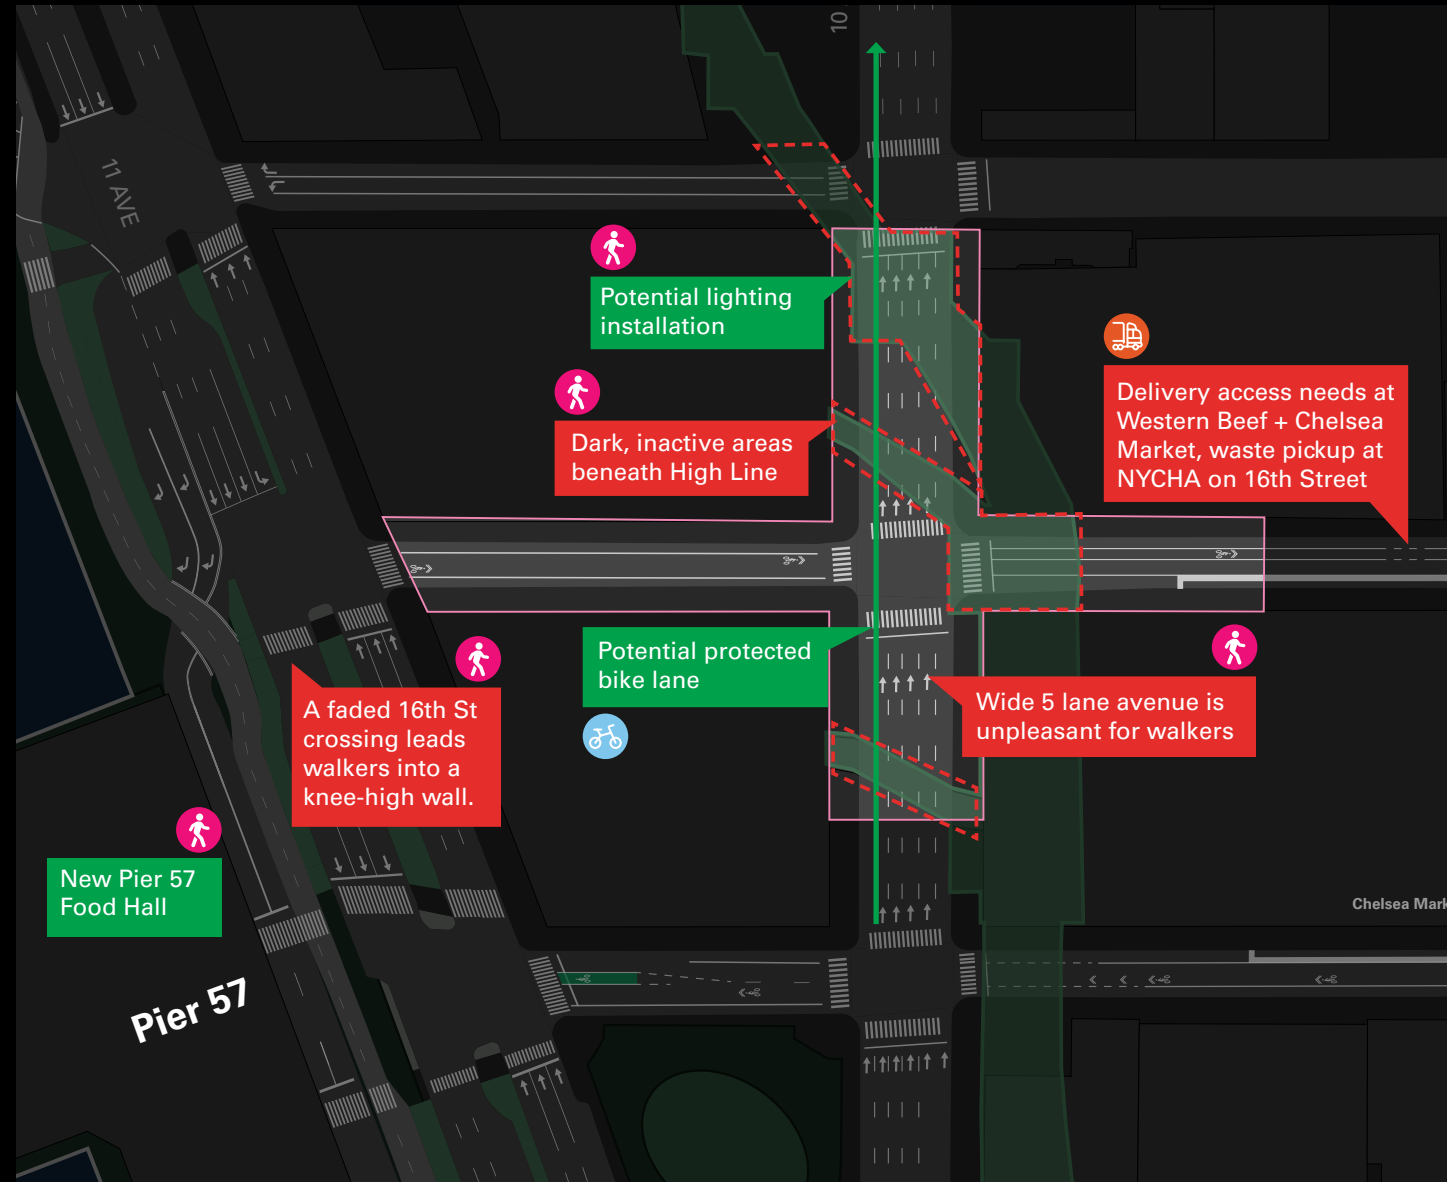 10
11 AVE
Potential lighting
installation
Dark, inactive areas
beneath High Line
Delivery access needs at
Western Beef + Chelsea
Market, waste pickup at
NYCHA on 16th Street
Potential protected
bike lane
A faded 16th St
crossing leads
walkers into a
knee-high wall.
Wide 5 lane avenue is
unpleasant for walkers
New Pier 57
Food Hall
Chelsea Mark
Pier 57